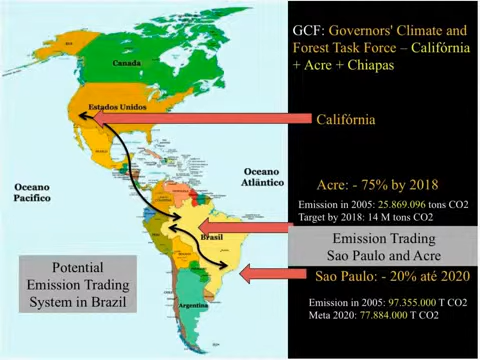 GCF: Governors' Climate and
Forest Task Force – Califórnia
+ Acre + Chiapas
Canada
Estados Unidos
Califórnia
Oceano
Pacifico
Oceano
Atlântico
Acre: - 75% by 2018
Emission in 2005: 25.869.096 tons CO2
Target by 2018: 14 M tons CO2
Brasil
Emission Trading
Sao Paulo and Acre
Sao Paulo: - 20% até 2020
Potential
Emission Trading
System in Brazil
Argentina
Emission in 2005: 97.355.000 T CO2
Meta 2020: 77.884.000 T CO2